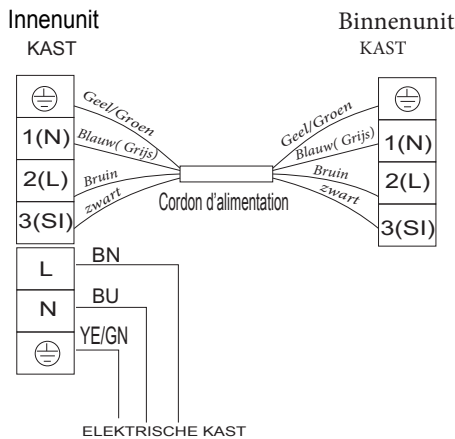 Innenunit
KAST
Binnenunit
KAST
Geel/Groen
1(N)
Blauw( Grijs)
2(L)
Bruin
3(SI)
zwart
Cordon d'alimentation
Geel/Groen
Blauw( Grijs)
1(N)
Bruin
2(L)
zwart
3(SI)
L
BN
N
BU
YE/GN
ELEKTRISCHE KAST